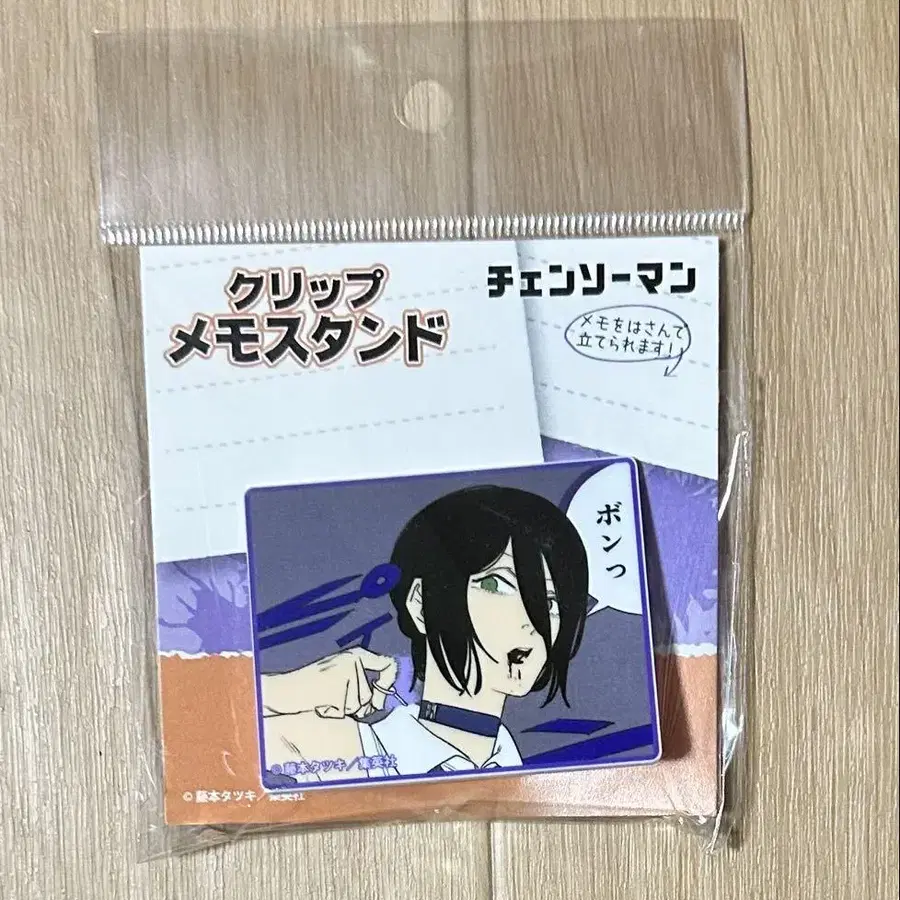 クリップ
メモスタンド
チェンソーマン
メモをはさんで
立てられます!!
ボンっ
©藤本タツキ/集英社
©藤本タツキ/集英社